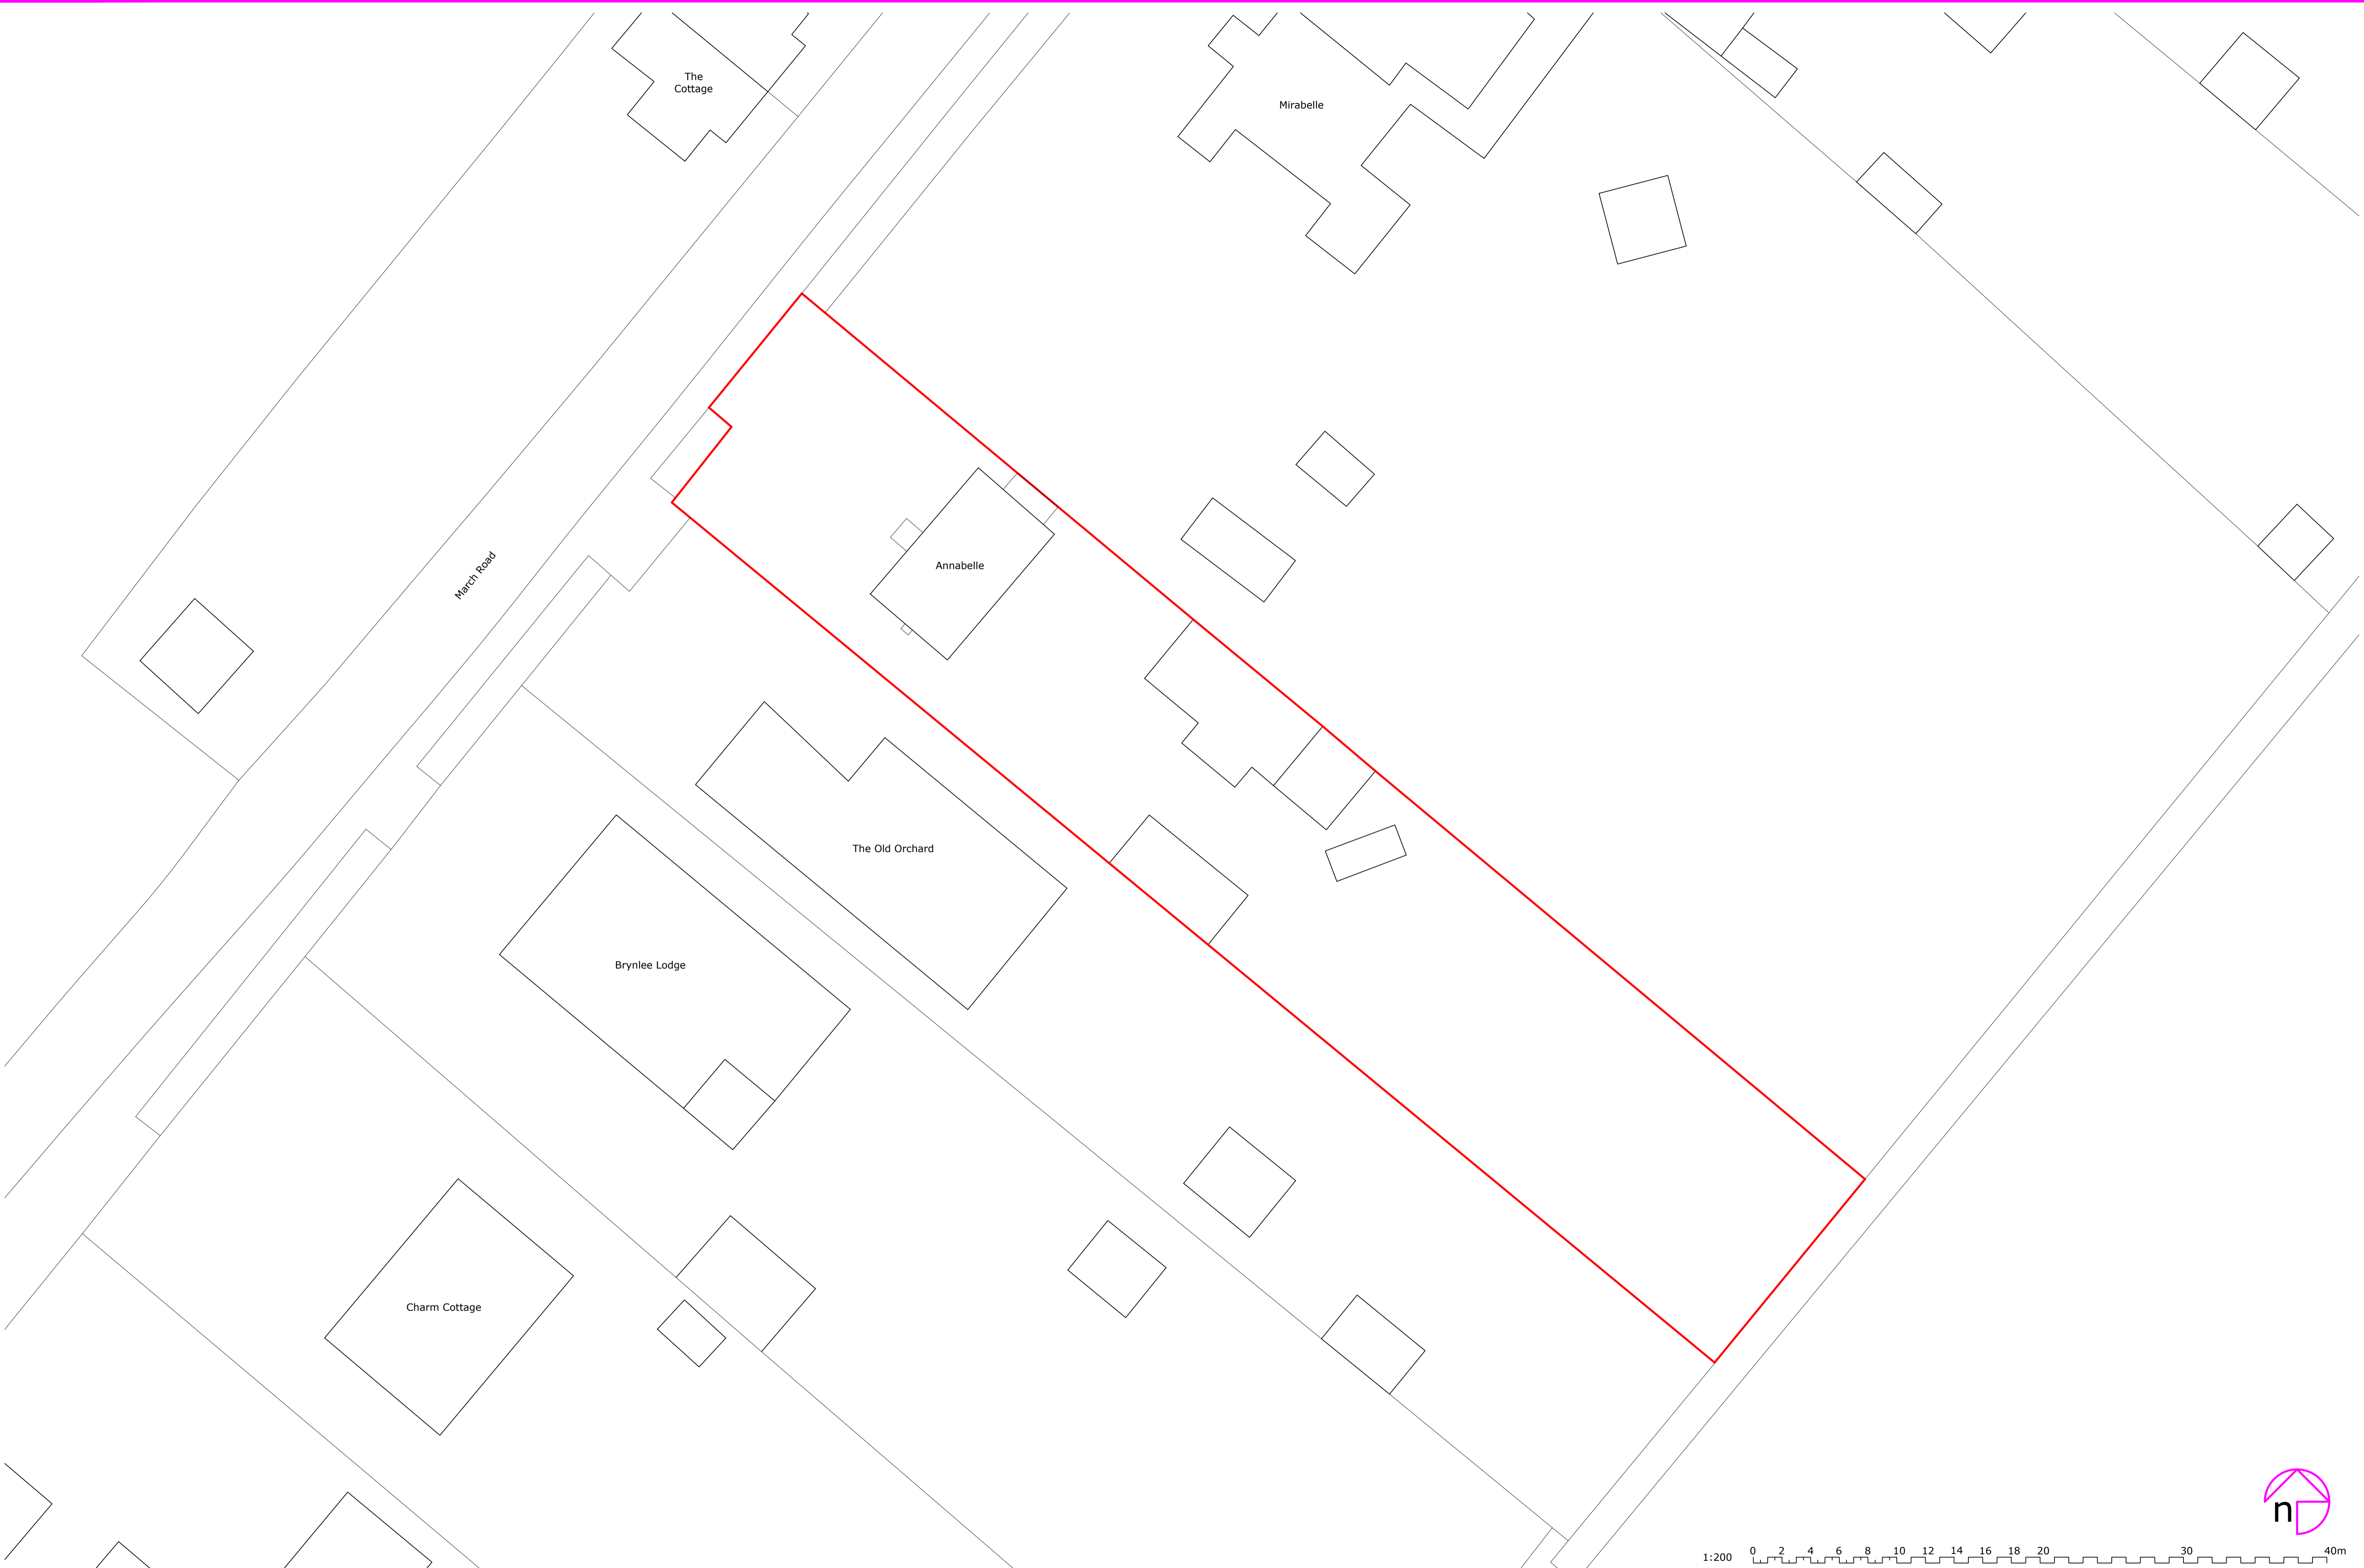 The
Cottage
Mirabelle
March Road
Annabelle
The Old Orchard
Brynlee Lodge
Charm Cottage
n
1:200
0 2 4 6 8 10 12 14 16 18 20 30 40m